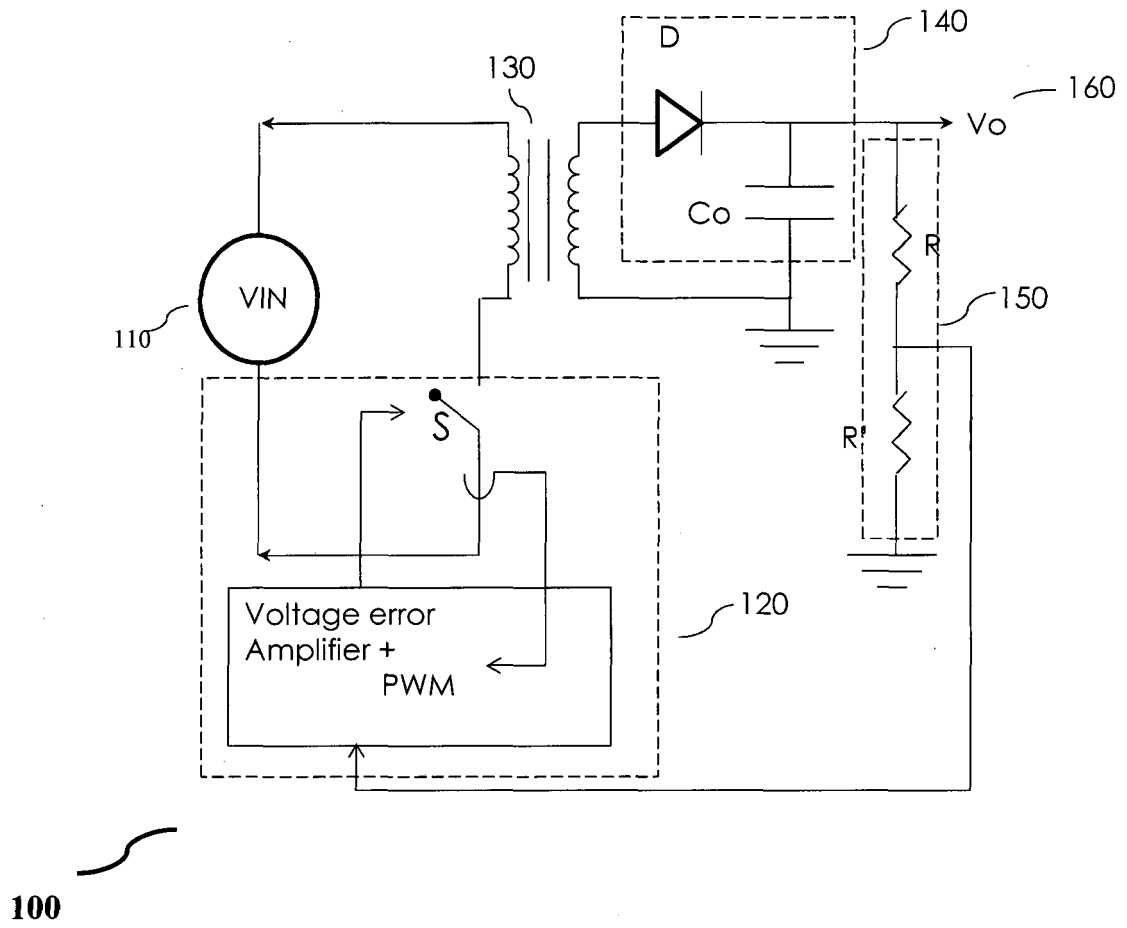 D
140
130
160
Vo
Co
R
VIN
150
110
S
R'
Voltage error
Amplifier +
PWM
120
100